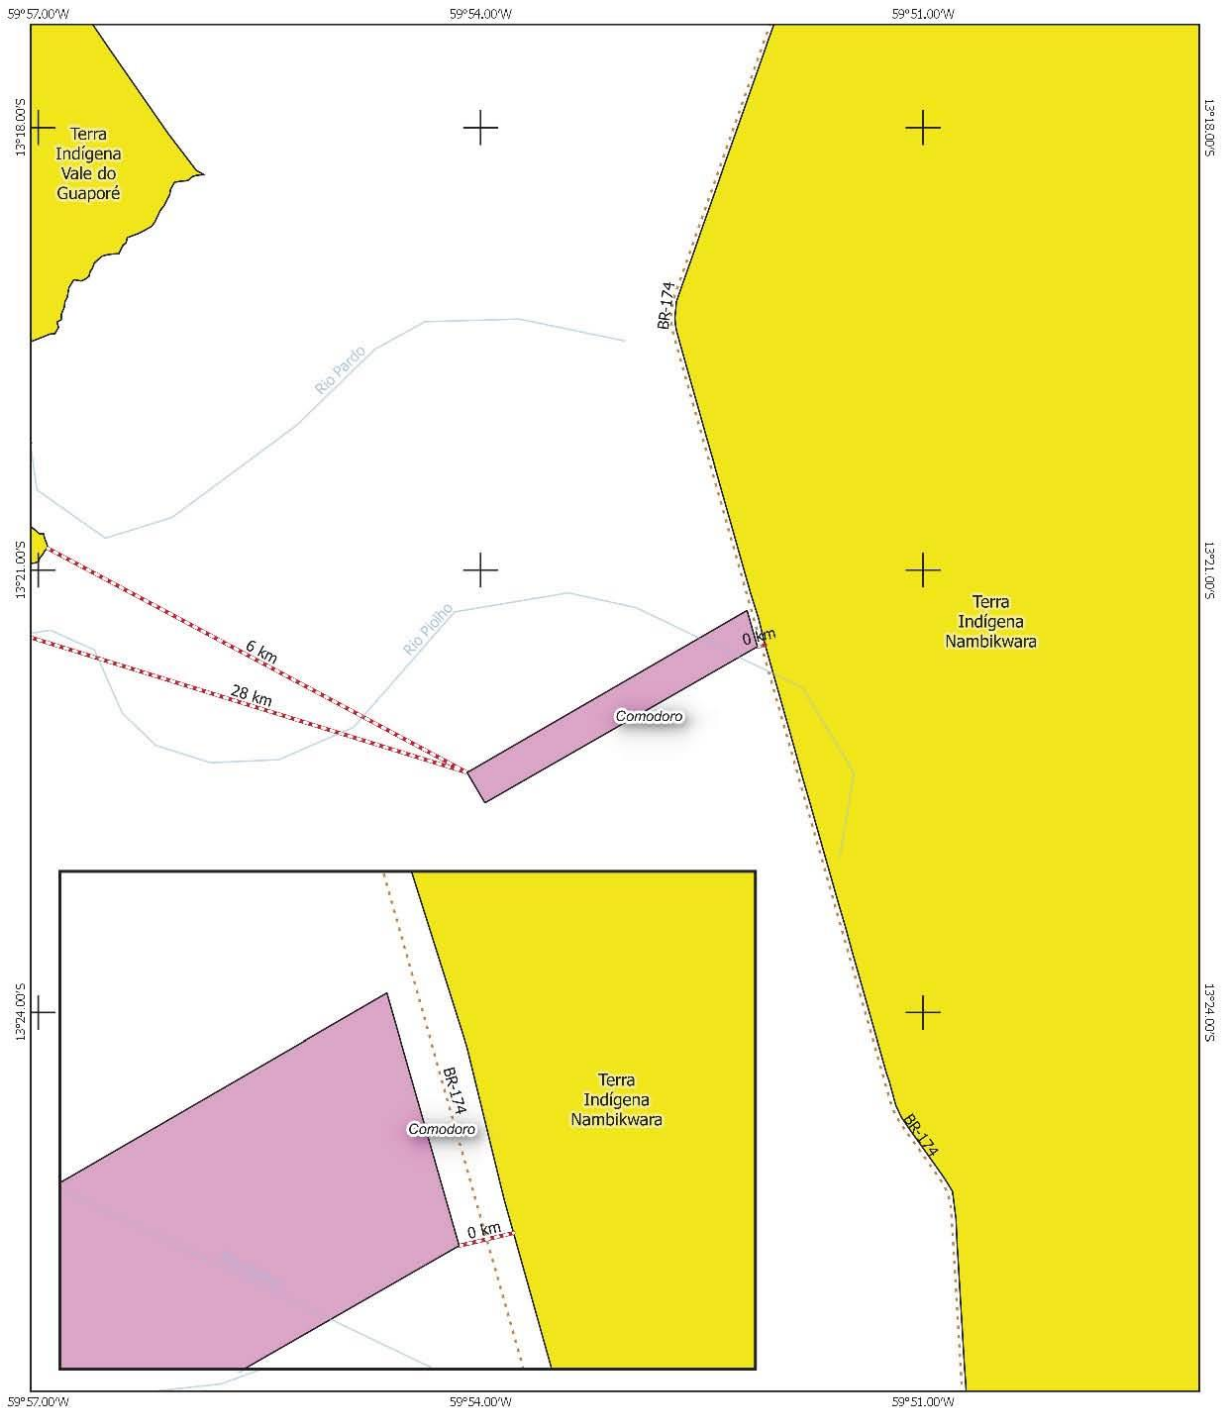 59°57.00'W
59°54.00'W
59°51.00'W
13°18.00'S
13°18.00'S
Terra
Indígena
Vale do
Guaporé
BR-174
Rio Pardo
13°21.00'S
13°21.00'S
Terra
Indígena
Nambikwara
Rio Piolho
0 km
6 km
28 km
Comodoro
13°24.00'S
13°24.00'S
BR-174
Terra
Indígena
Nambikwara
Comodoro
BR-174
0 km
59°57.00'W
59°54.00'W
59°51.00'W